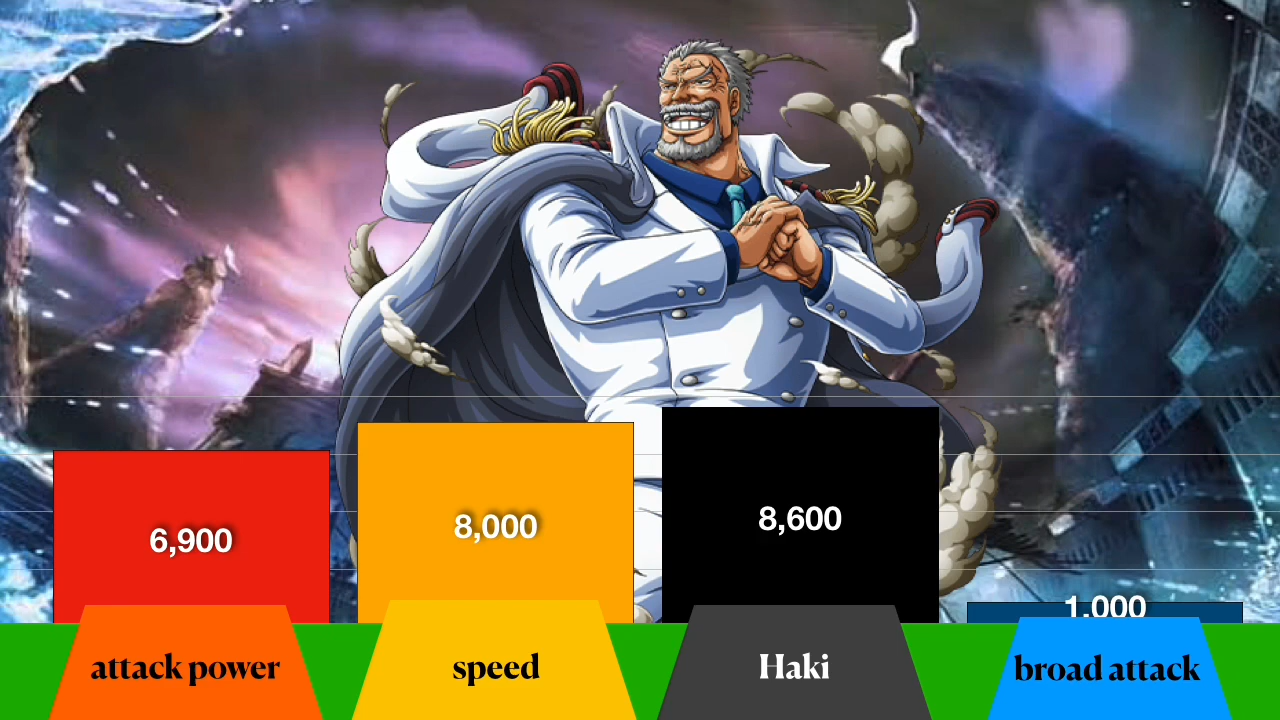 6,900
8,000
8,600
1,000
attack power
speed
Haki
broad attack